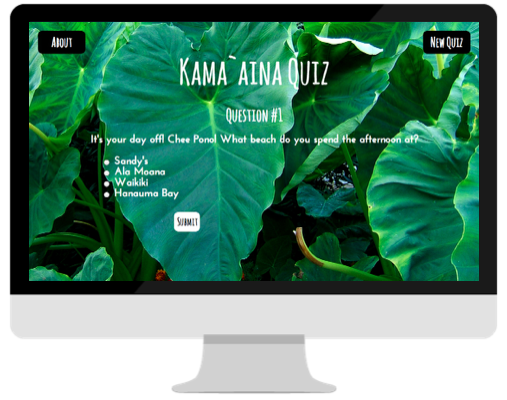 About
New Quiz
Kama`aina Quiz
Question #1
It's your day off! Chee Pono! What beach do you spend the afternoon at?
Sandy's
Ala Moana
Waikiki
Hanauma Bay
Submit